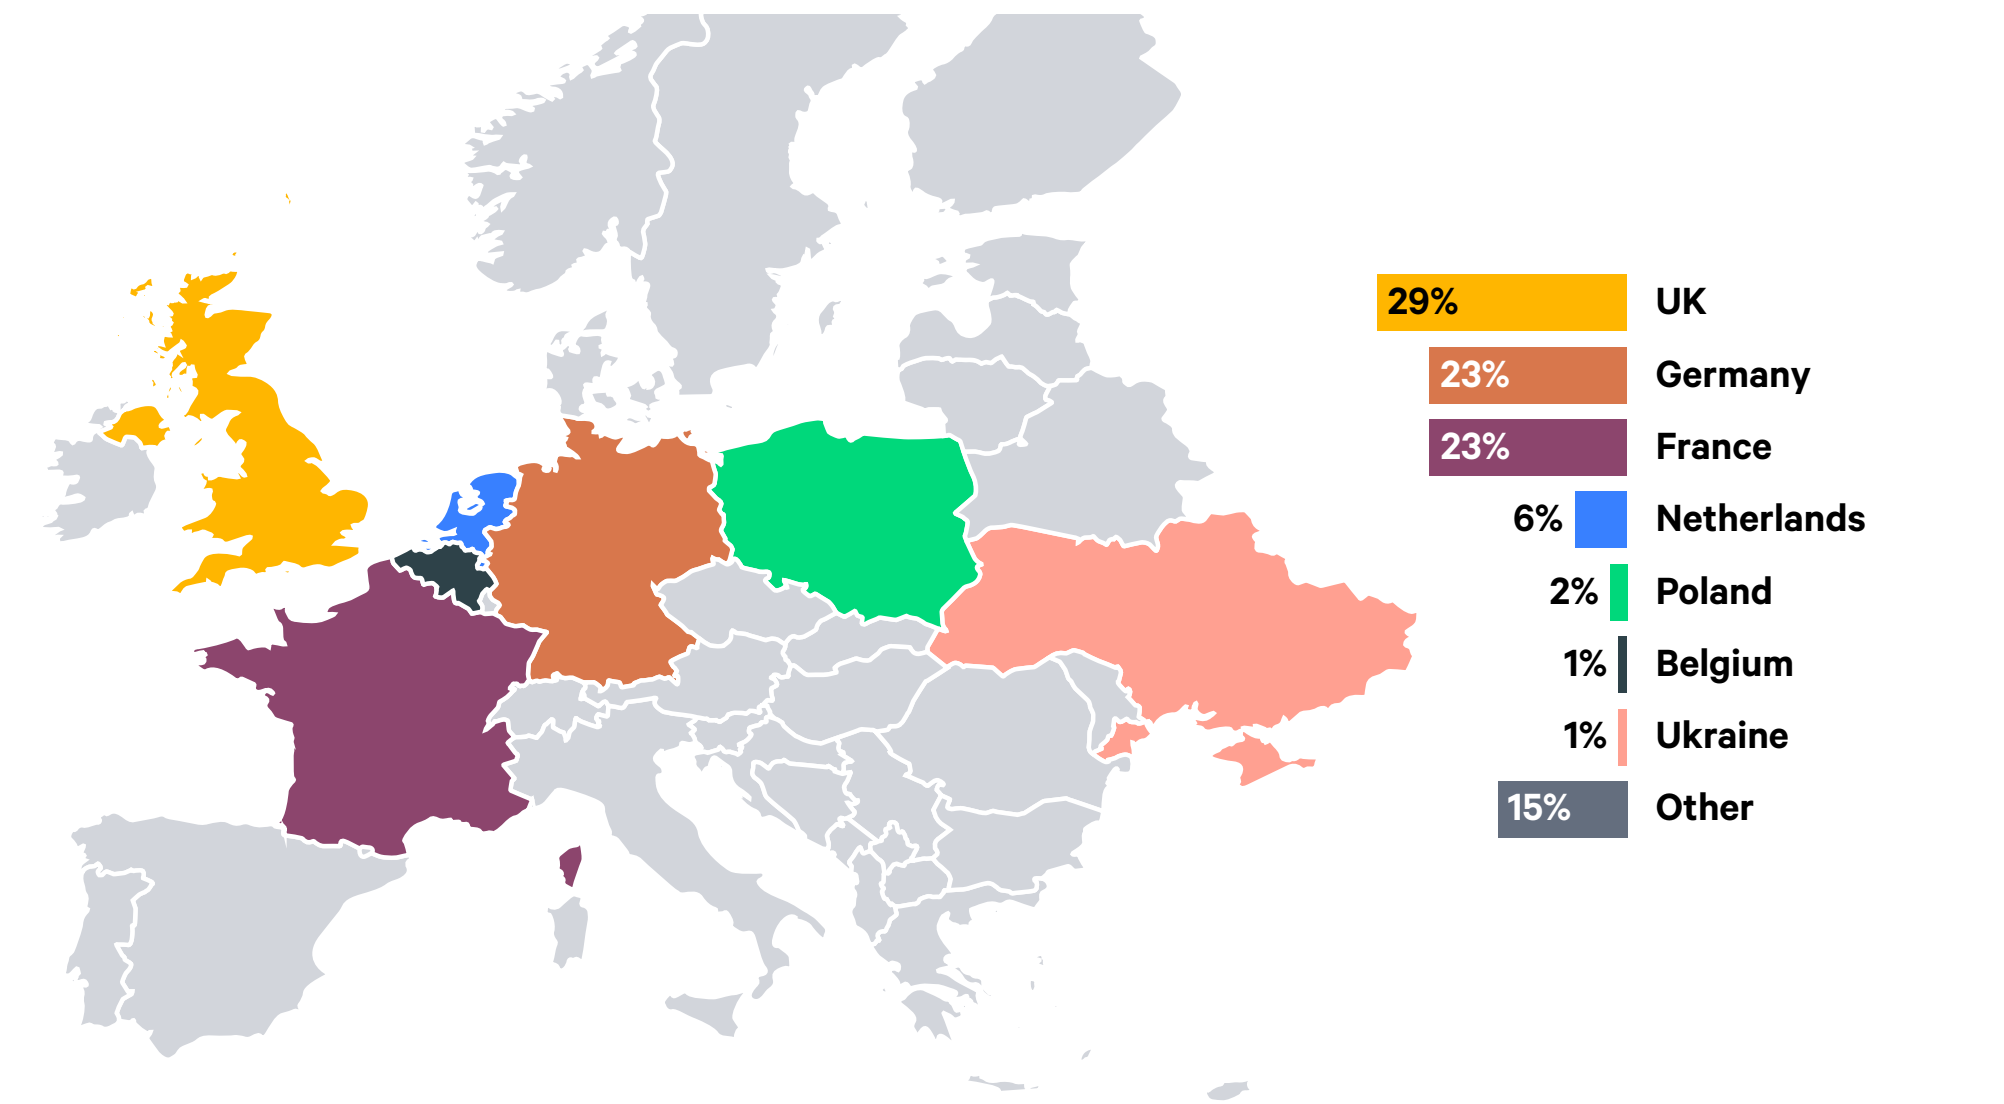 29% UK
23% Germany
23% France
6% Netherlands
2% Poland
1% Belgium
1% Ukraine
15% Other